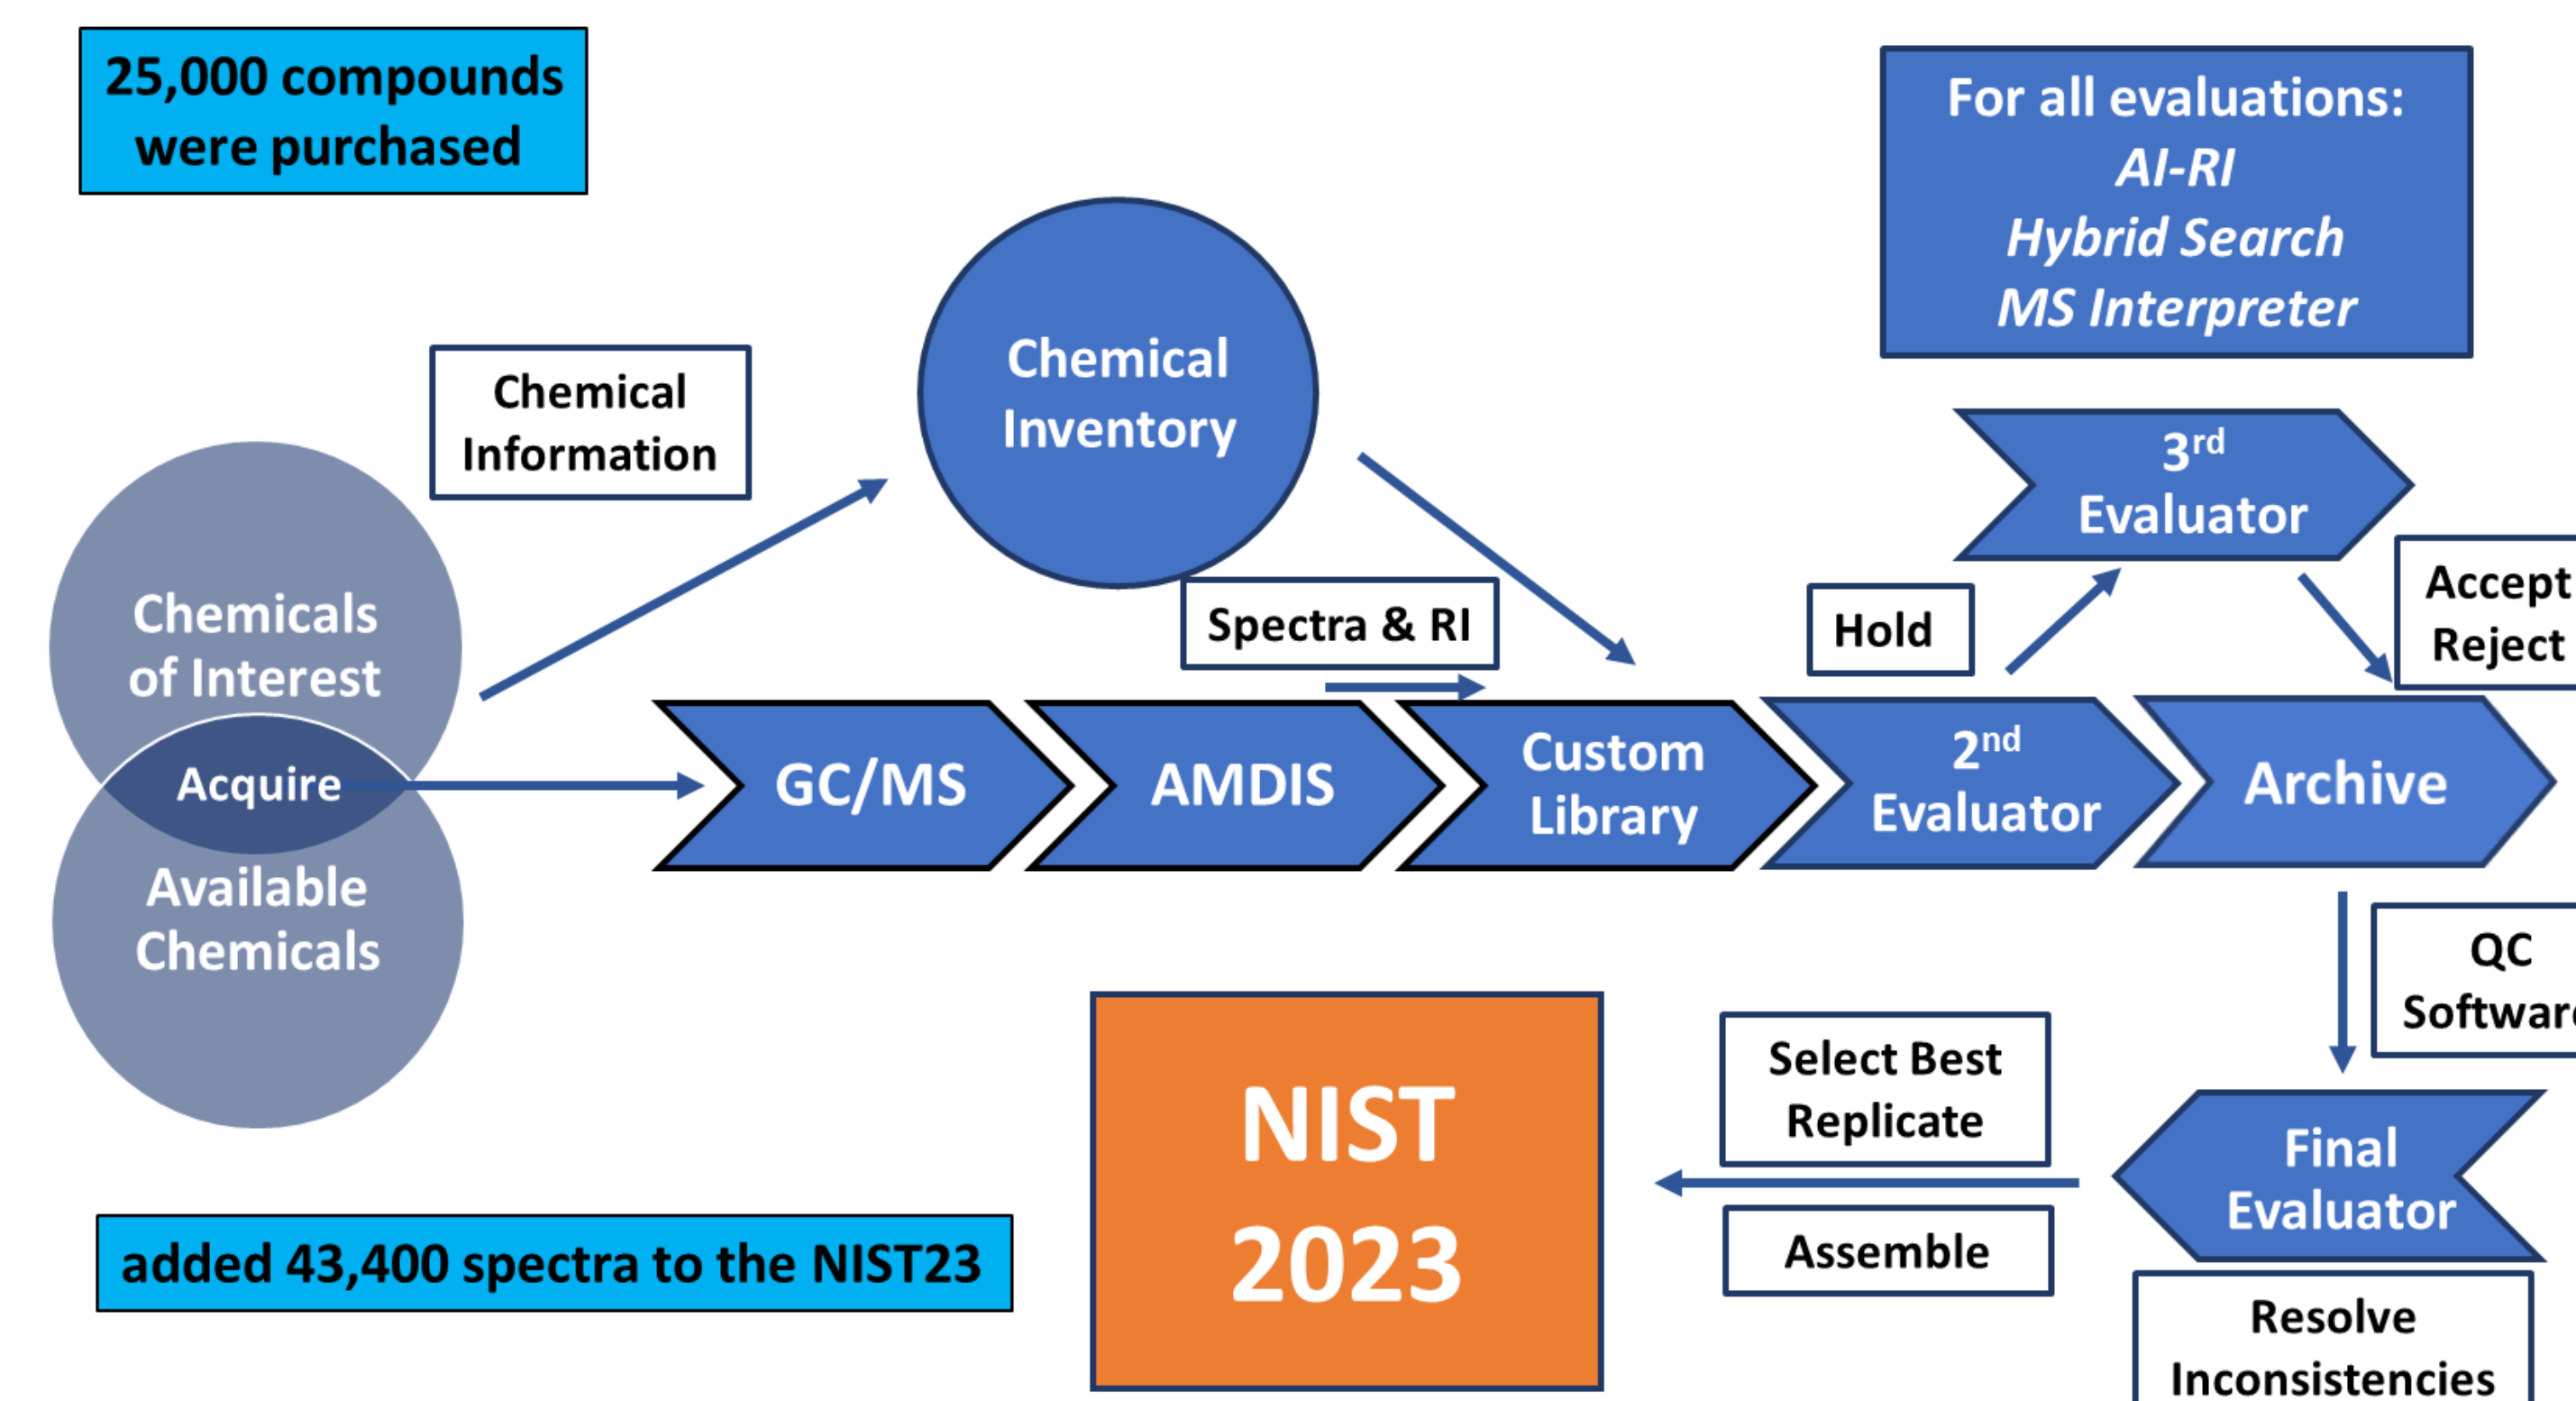 25,000 compounds
were purchased
For all evaluations:
AI-RI
Hybrid Search
MS Interpreter
Chemical
Information
Chemical
Inventory
3rd
Evaluator
Accept
Reject
Hold
Spectra & RI
Chemicals
of Interest
Acquire
Available
Chemicals
GC/MS
AMDIS
Custom
Library
2nd
Evaluator
Archive
QC
Softwar
NIST
2023
Select Best
Replicate
Assemble
Final
Evaluator
Resolve
Inconsistencies
added 43,400 spectra to the NIST23